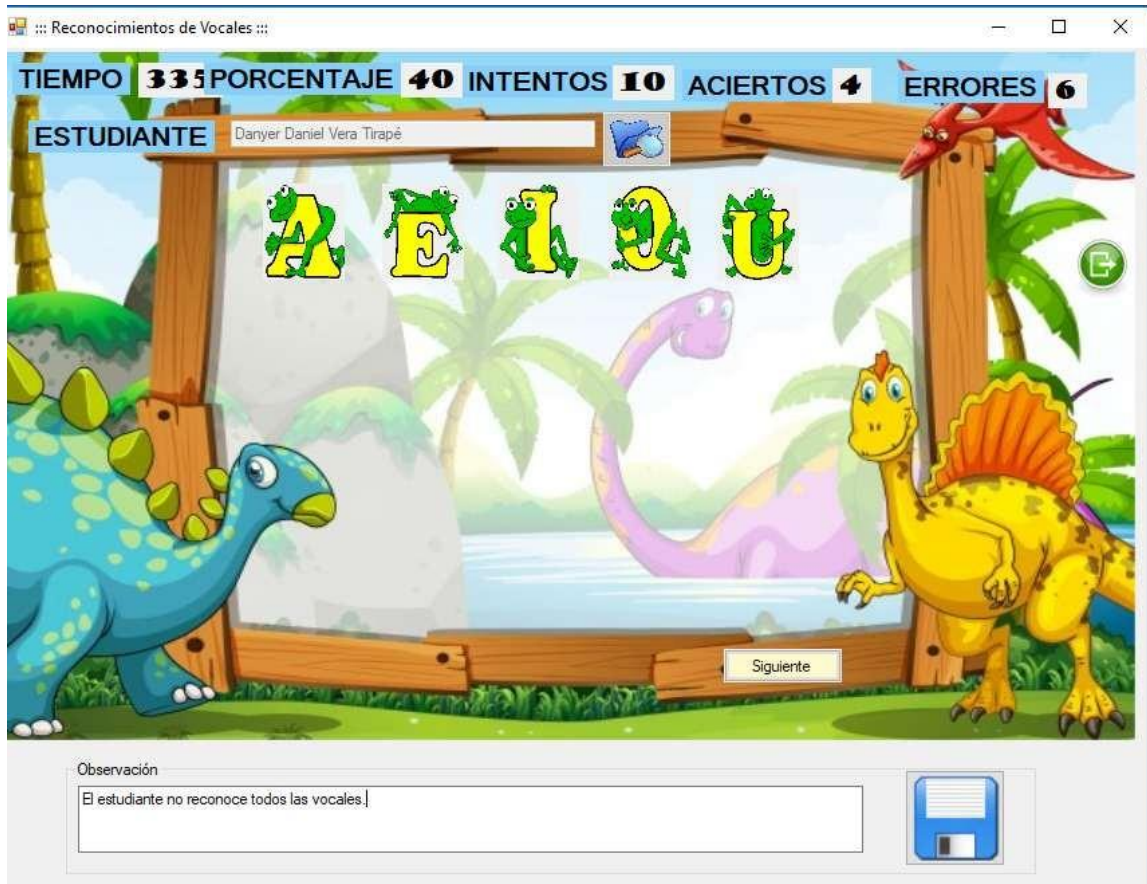 ::: Reconocimientos de Vocales :::
TIEMPO 335 PORCENTAJE 40 INTENTOS 10 ACIERTOS 4 ERRORES 6
ESTUDIANTE Danyer Daniel Vera Tirapé
A E I O U
Siguiente
Observación
El estudiante no reconoce todos las vocales.